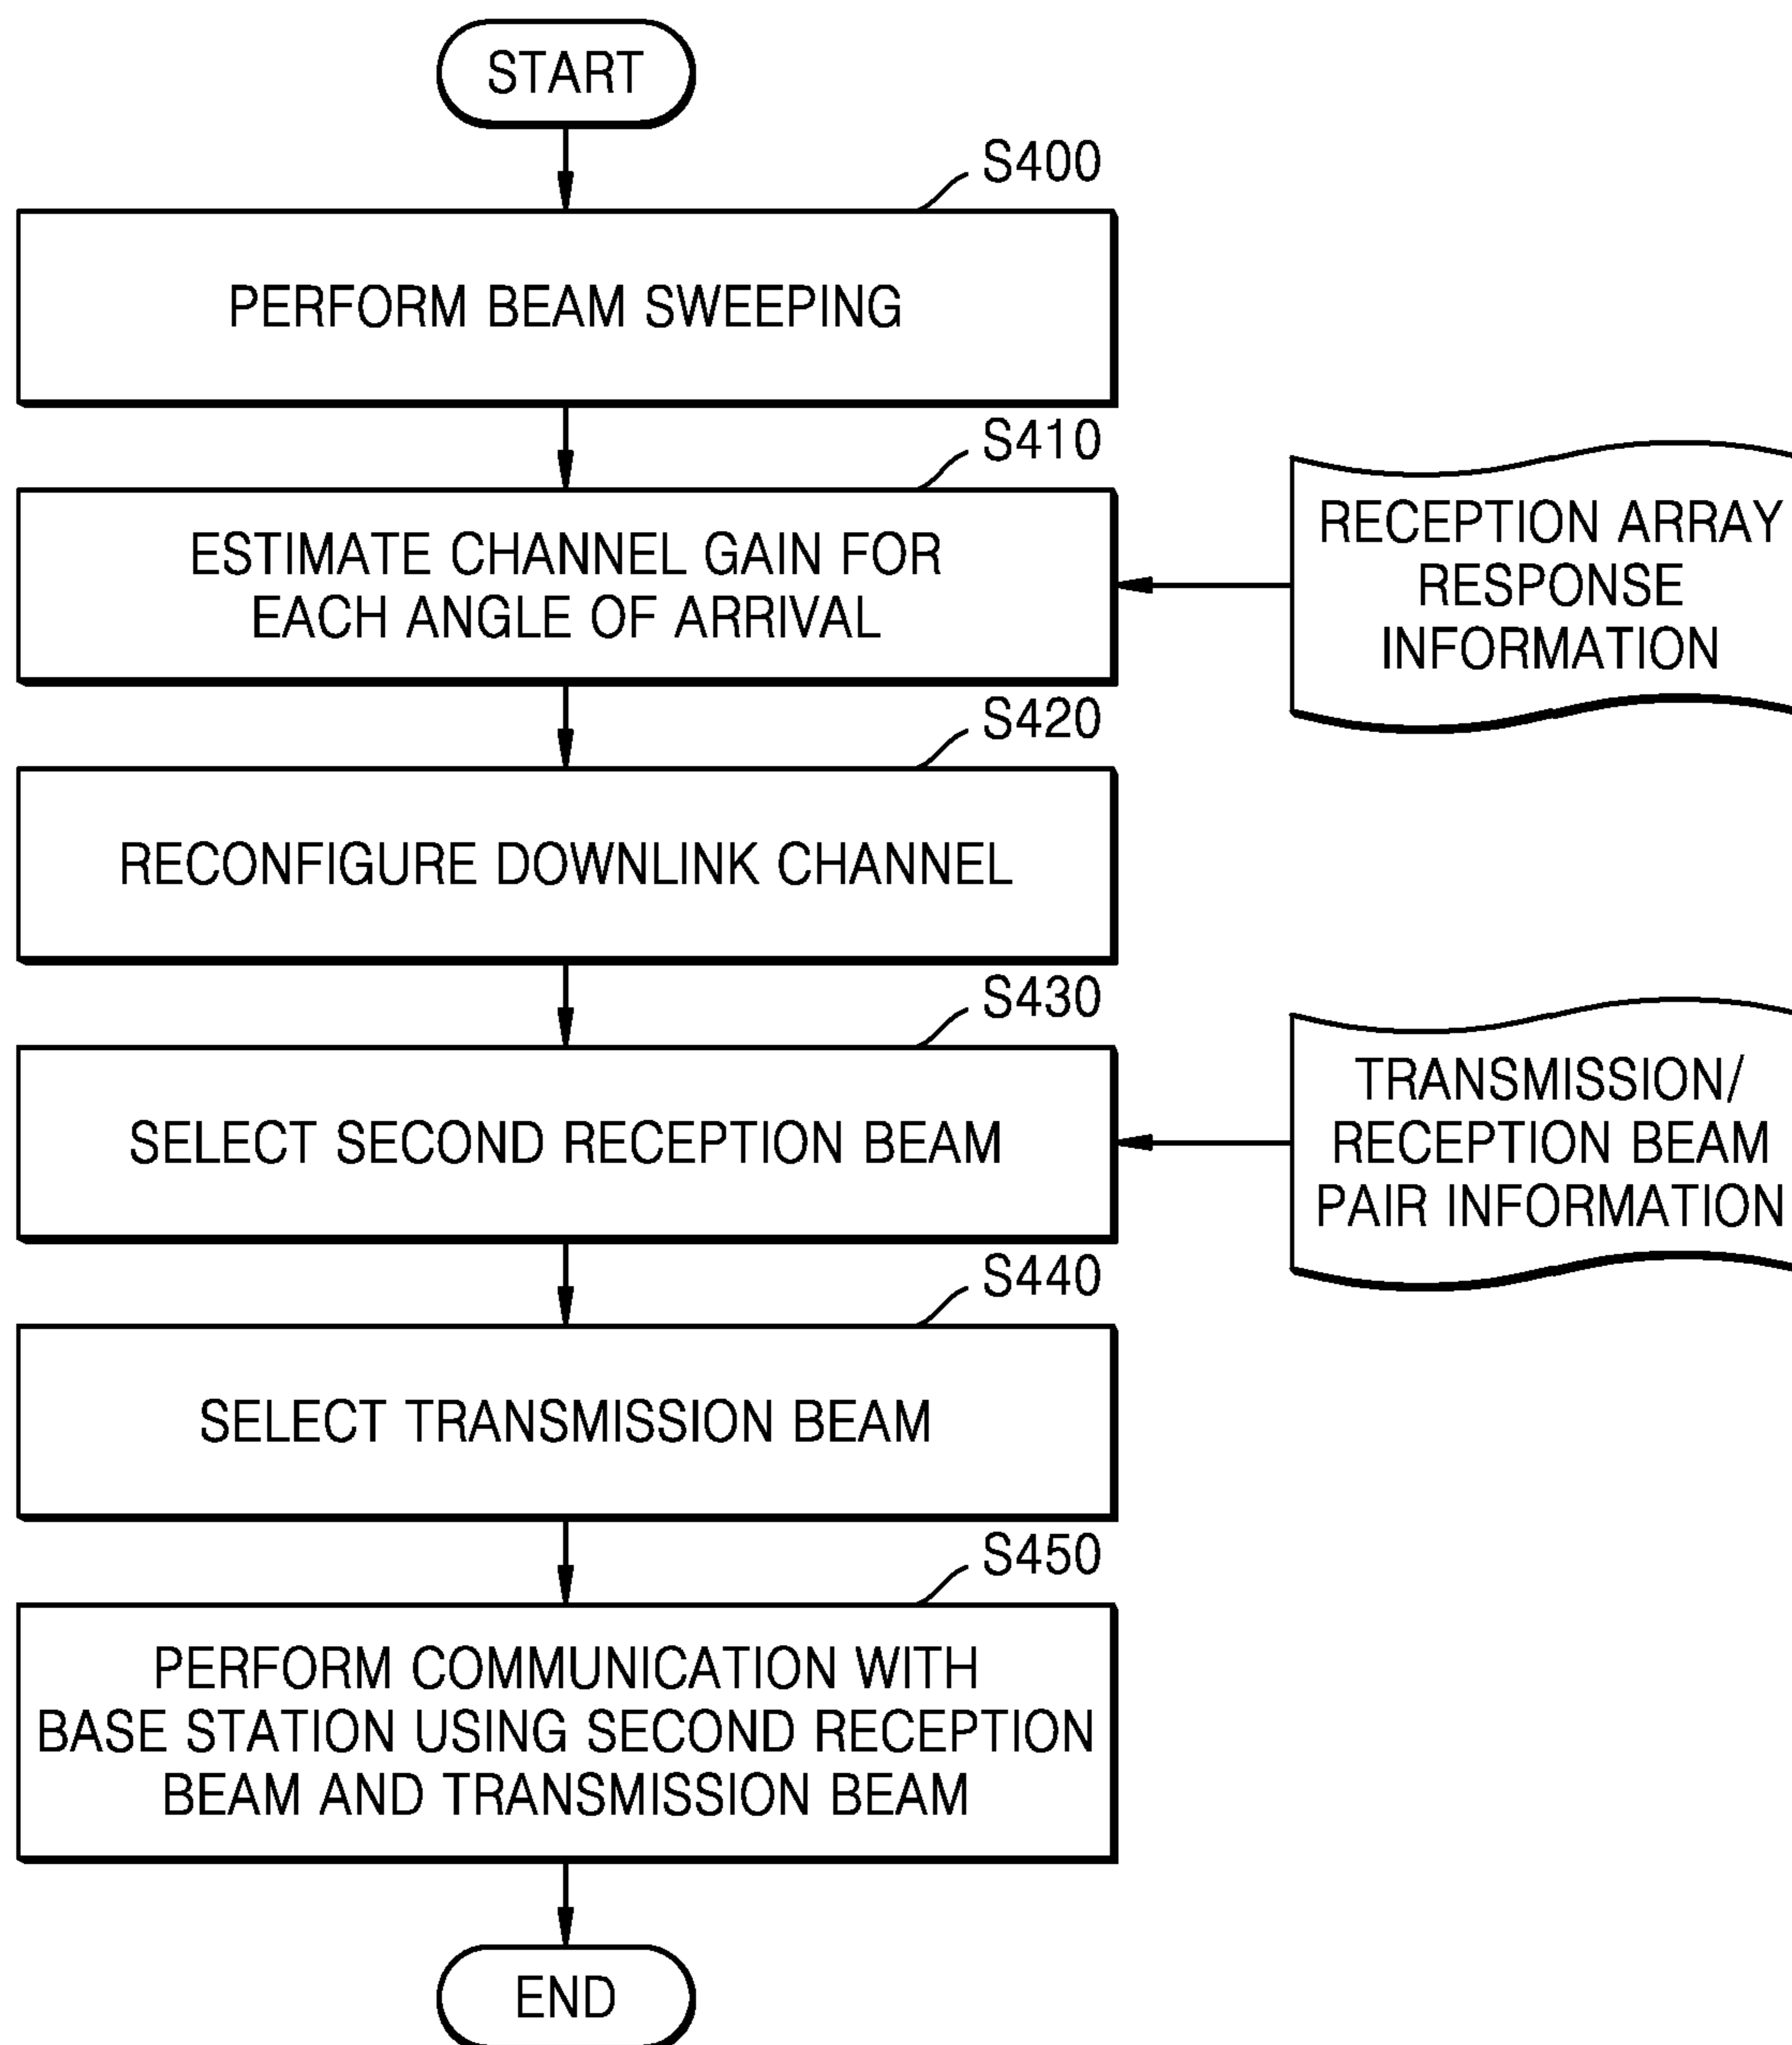 START
S400
PERFORM BEAM SWEEPING
S410
ESTIMATE CHANNEL GAIN FOR
EACH ANGLE OF ARRIVAL
RECEPTION ARRAY
RESPONSE
INFORMATION
S420
RECONFIGURE DOWNLINK CHANNEL
S430
SELECT SECOND RECEPTION BEAM
TRANSMISSION/
RECEPTION BEAM
PAIR INFORMATION
S440
SELECT TRANSMISSION BEAM
S450
PERFORM COMMUNICATION WITH
BASE STATION USING SECOND RECEPTION
BEAM AND TRANSMISSION BEAM
END